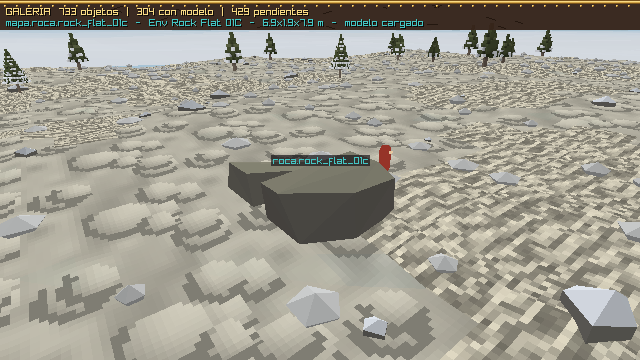 GALERIA 733 objetos | 304 con modelo | 429 pendientes
mapa.roca.rock_flat_01c - Env Rock Flat 01C - 6.9x1.9x7.9 m - modelo cargado
roca.rock_flat_01c